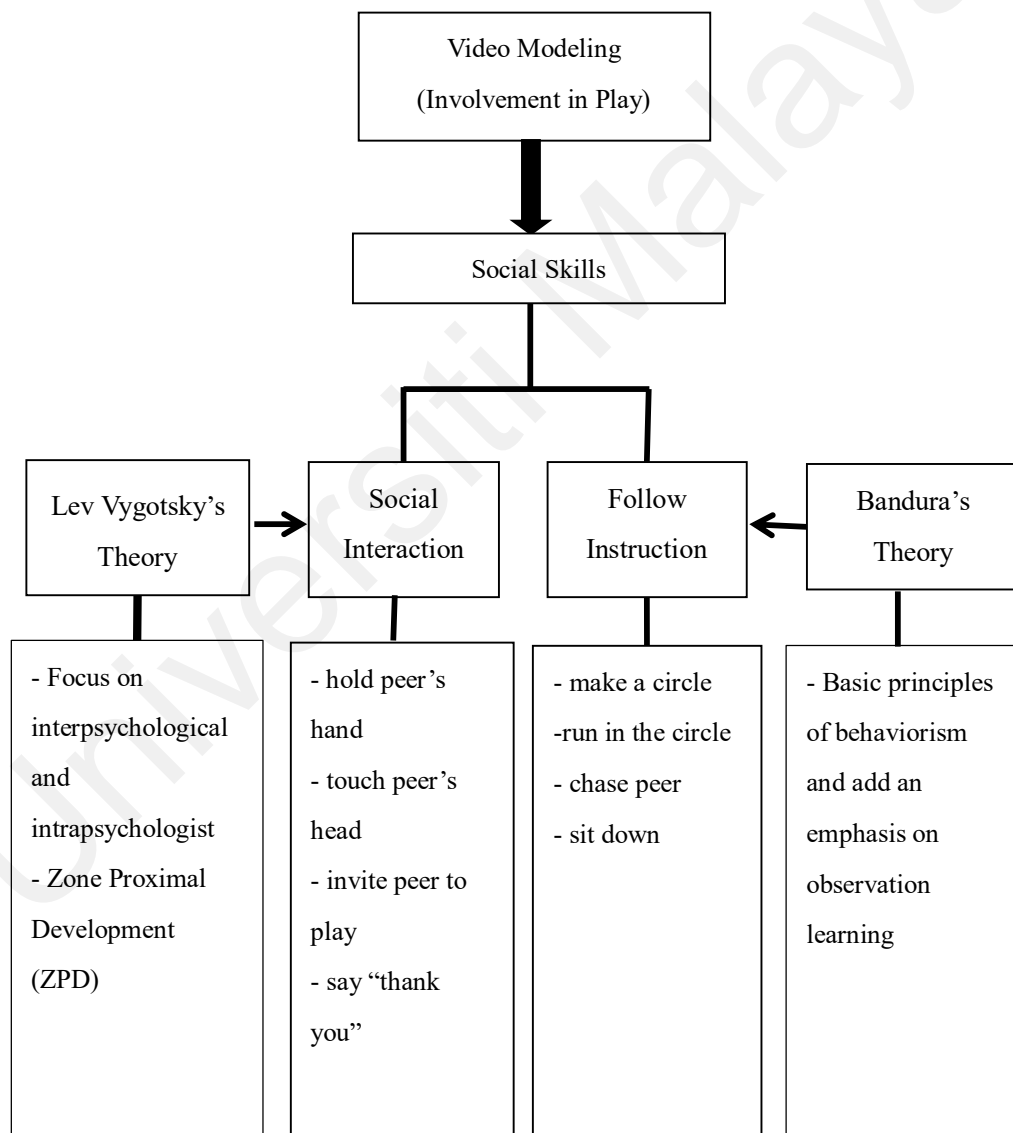 Video Modeling
(Involvement in Play)
Social Skills
Lev Vygotsky’s
Theory
Social
Interaction
Follow
Instruction
Bandura’s
Theory
- Focus on
interpsychological
and
intrapsychologist
- Zone Proximal
Development
(ZPD)
- hold peer’s
hand
- touch peer’s
head
- invite peer to
play
- say “thank
you”
- make a circle
-run in the circle
- chase peer
- sit down
- Basic principles
of behaviorism
and add an
emphasis on
observation
learning
Universiti Malaya